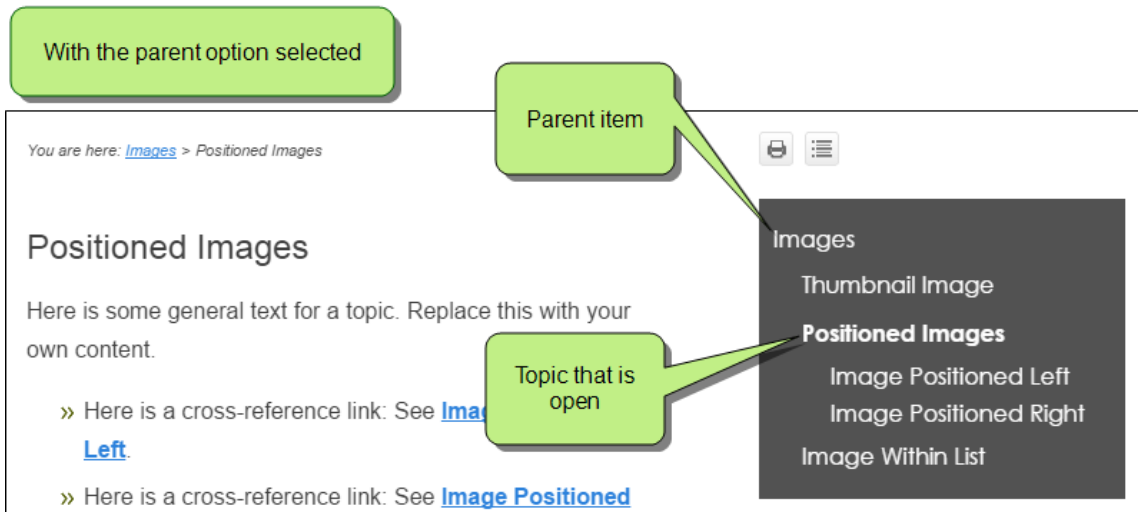 With the parent option selected
Parent item
You are here: Images > Positioned Images
Positioned Images
Here is some general text for a topic. Replace this with your
own content.
» Here is a cross-reference link: See
Left.
» Here is a cross-reference link: See Image Positioned
Topic that is
open
Images
Thumbnail Image
Positioned Images
Image Positioned Left
Image Positioned Right
Image Within List